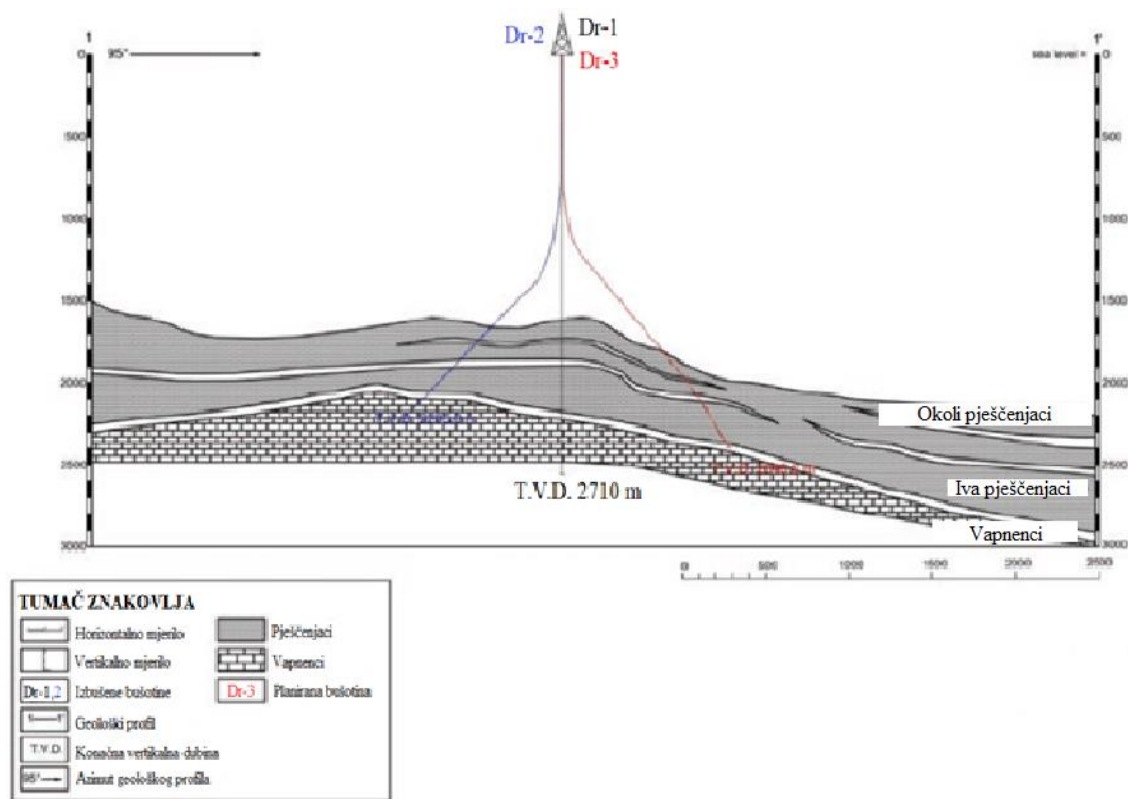 Dr-2
Dr-1
Dr-3
1
1'
0
95°
sea level =
0
500
500
1000
1000
1500
1500
2000
2000
Okoli pješčenjaci
2500
2500
T.V.D.
T.V.D.
T.V.D. 2710 m
Iva pješčenjaci
Vapnenci
3000
3000
0
500
1000
1500
2000
2500
TUMAČ ZNAKOVLJA
Horizontalno mjerilo
Pješčenjaci
Vertikalno mjerilo
Vapnenci
Dr-1,2
Izbušene bušotine
Dr-3
Planirana bušotina
1
1'
Geološki profil
T.V.D.
Konačna vertikalna dubina
95°
Azimut geološkog profila